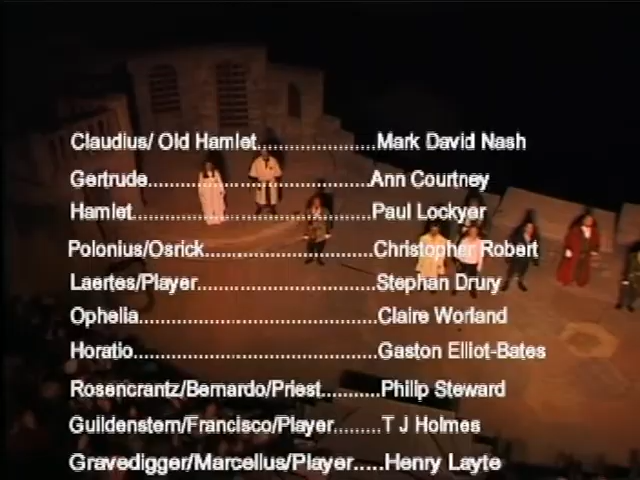 Claudius/ Old Hamlet......................Mark David Nash
Gertrude..........................................Ann Courtney
Hamlet.............................................Paul Lockyer
Polonius/Osrick................................Christopher Robert
Laertes/Player..................................Stephan Drury
Ophelia.............................................Claire Worland
Horatio..............................................Gaston Elliot-Bates
Rosencrantz/Bernardo/Priest...........Philip Steward
Guildenstern/Francisco/Player.........T J Holmes
Gravedigger/Marcellus/Player.....Henry Layte